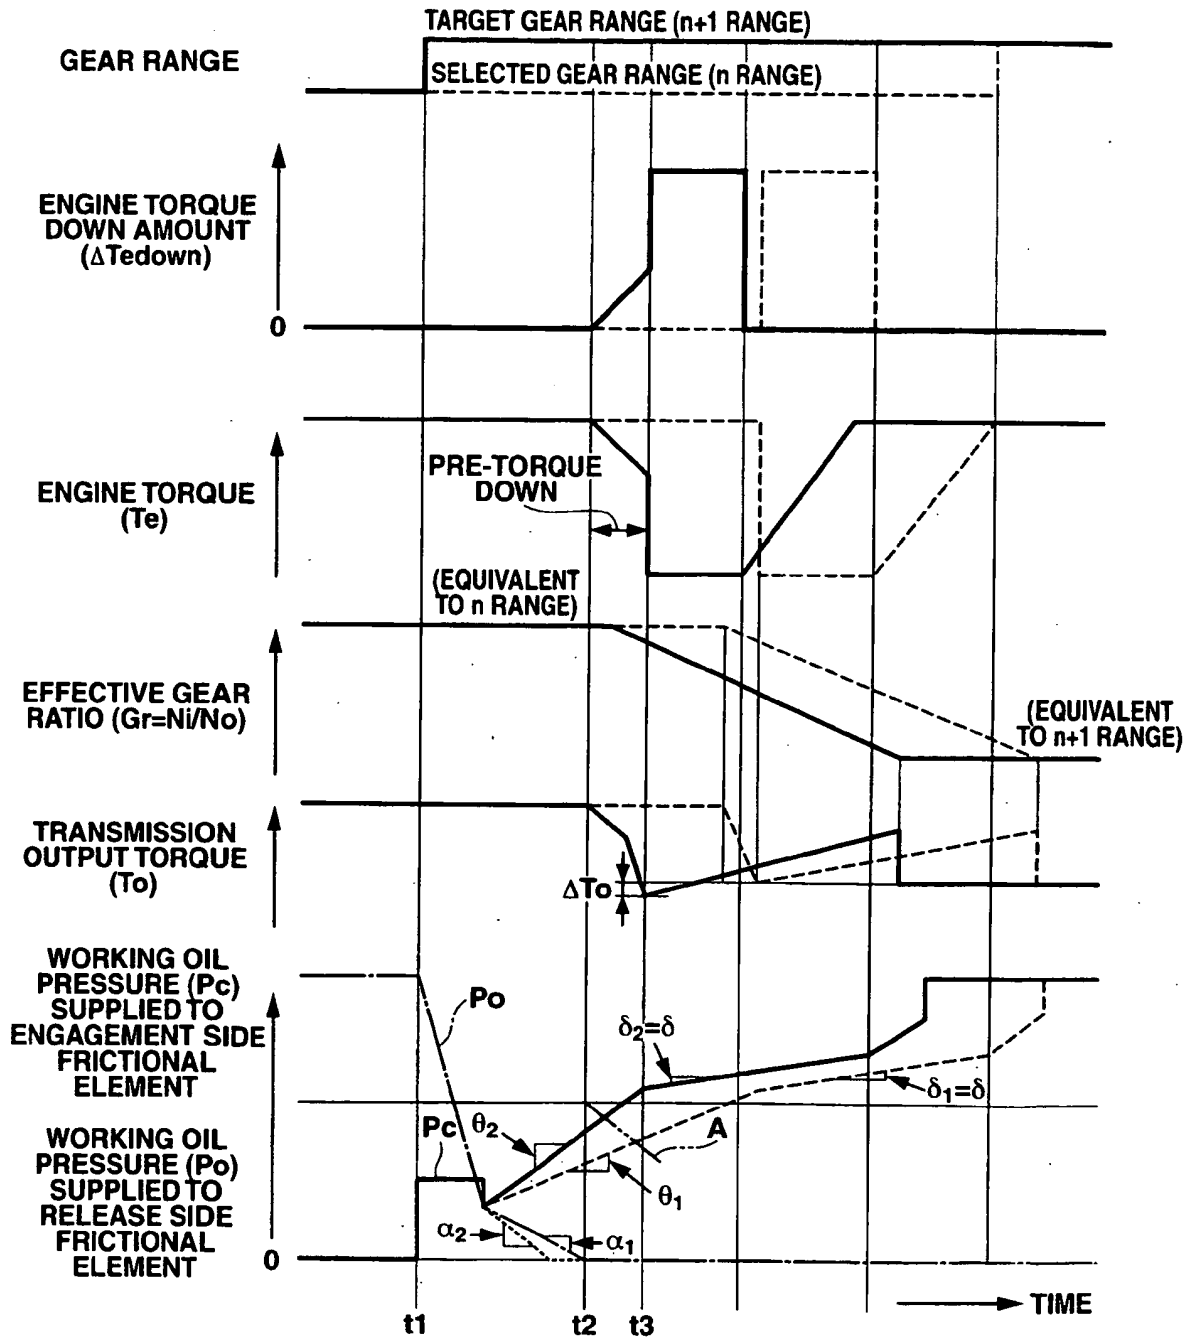 TARGET GEAR RANGE (n+1 RANGE)
GEAR RANGE
SELECTED GEAR RANGE (n RANGE)
ENGINE TORQUE
DOWN AMOUNT
(ΔTedown)
0
PRE-TORQUE
DOWN
ENGINE TORQUE
(Te)
(EQUIVALENT
TO n RANGE)
EFFECTIVE GEAR
RATIO (Gr=Ni/No)
(EQUIVALENT
TO n+1 RANGE)
TRANSMISSION
OUTPUT TORQUE
(To)
ΔTo
WORKING OIL
PRESSURE (Pc)
SUPPLIED TO
ENGAGEMENT SIDE
FRICTIONAL
ELEMENT
Po
δ2=δ
δ1=δ
Pc
θ2
A
θ1
WORKING OIL
PRESSURE (Po)
SUPPLIED TO
RELEASE SIDE
FRICTIONAL
ELEMENT
α2
α1
0
TIME
t1
t2
t3